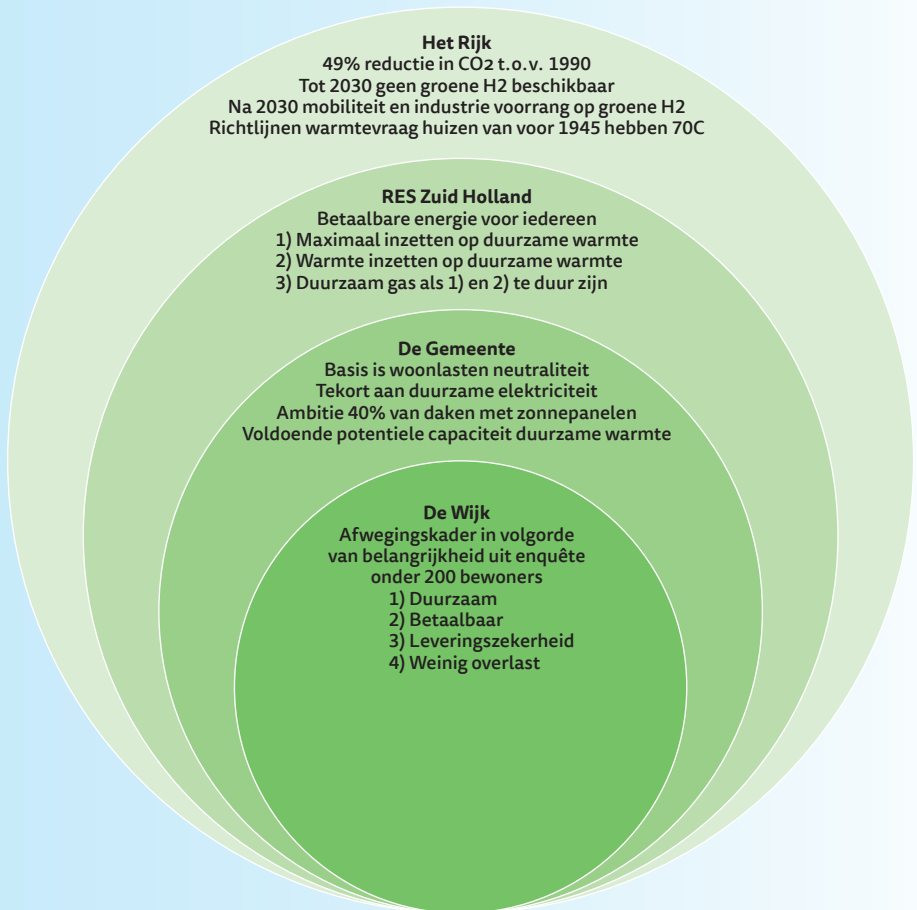 Het Rijk
49% reductie in CO2 t.o.v. 1990
Tot 2030 geen groene H2 beschikbaar
Na 2030 mobiliteit en industrie voorrang op groene H2
Richtlijnen warmtevraag huizen van voor 1945 hebben 70C
RES Zuid Holland
Betaalbare energie voor iedereen
1) Maximaal inzetten op duurzame warmte
2) Warmte inzetten op duurzame warmte
3) Duurzaam gas als 1) en 2) te duur zijn
De Gemeente
Basis is woonlasten neutraliteit
Tekort aan duurzame elektriciteit
Ambitie 40% van daken met zonnepanelen
Voldoende potentiele capaciteit duurzame warmte
De Wijk
Afwegingskader in volgorde
van belangrijkheid uit enquête
onder 200 bewoners
1) Duurzaam
2) Betaalbaar
3) Leveringszekerheid
4) Weinig overlast